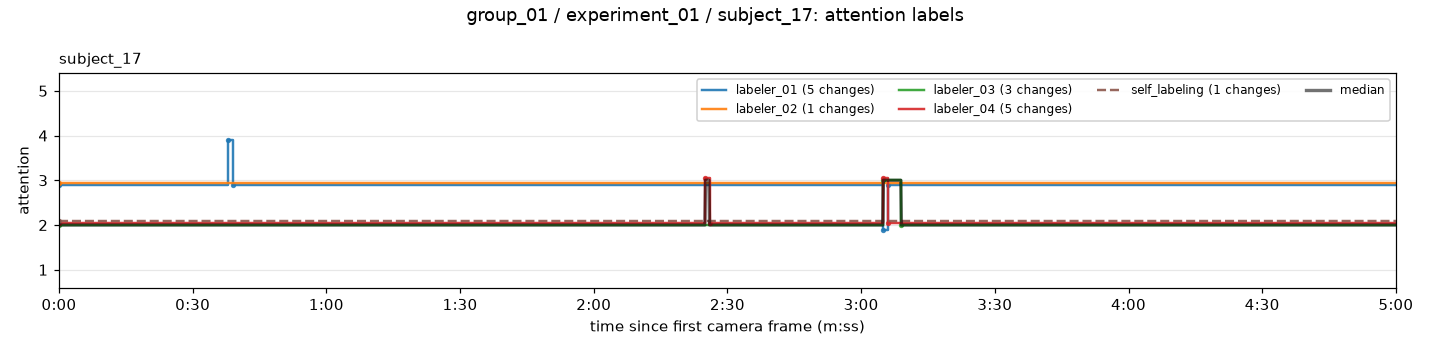 group_01 / experiment_01 / subject_17: attention labels
subject_17
labeler_01 (5 changes) labeler_03 (3 changes) self_labeling (1 changes) median
labeler_02 (1 changes) labeler_04 (5 changes)
5
4
3
2
1
attention
0:00 0:30 1:00 1:30 2:00 2:30 3:00 3:30 4:00 4:30 5:00
time since first camera frame (m:ss)